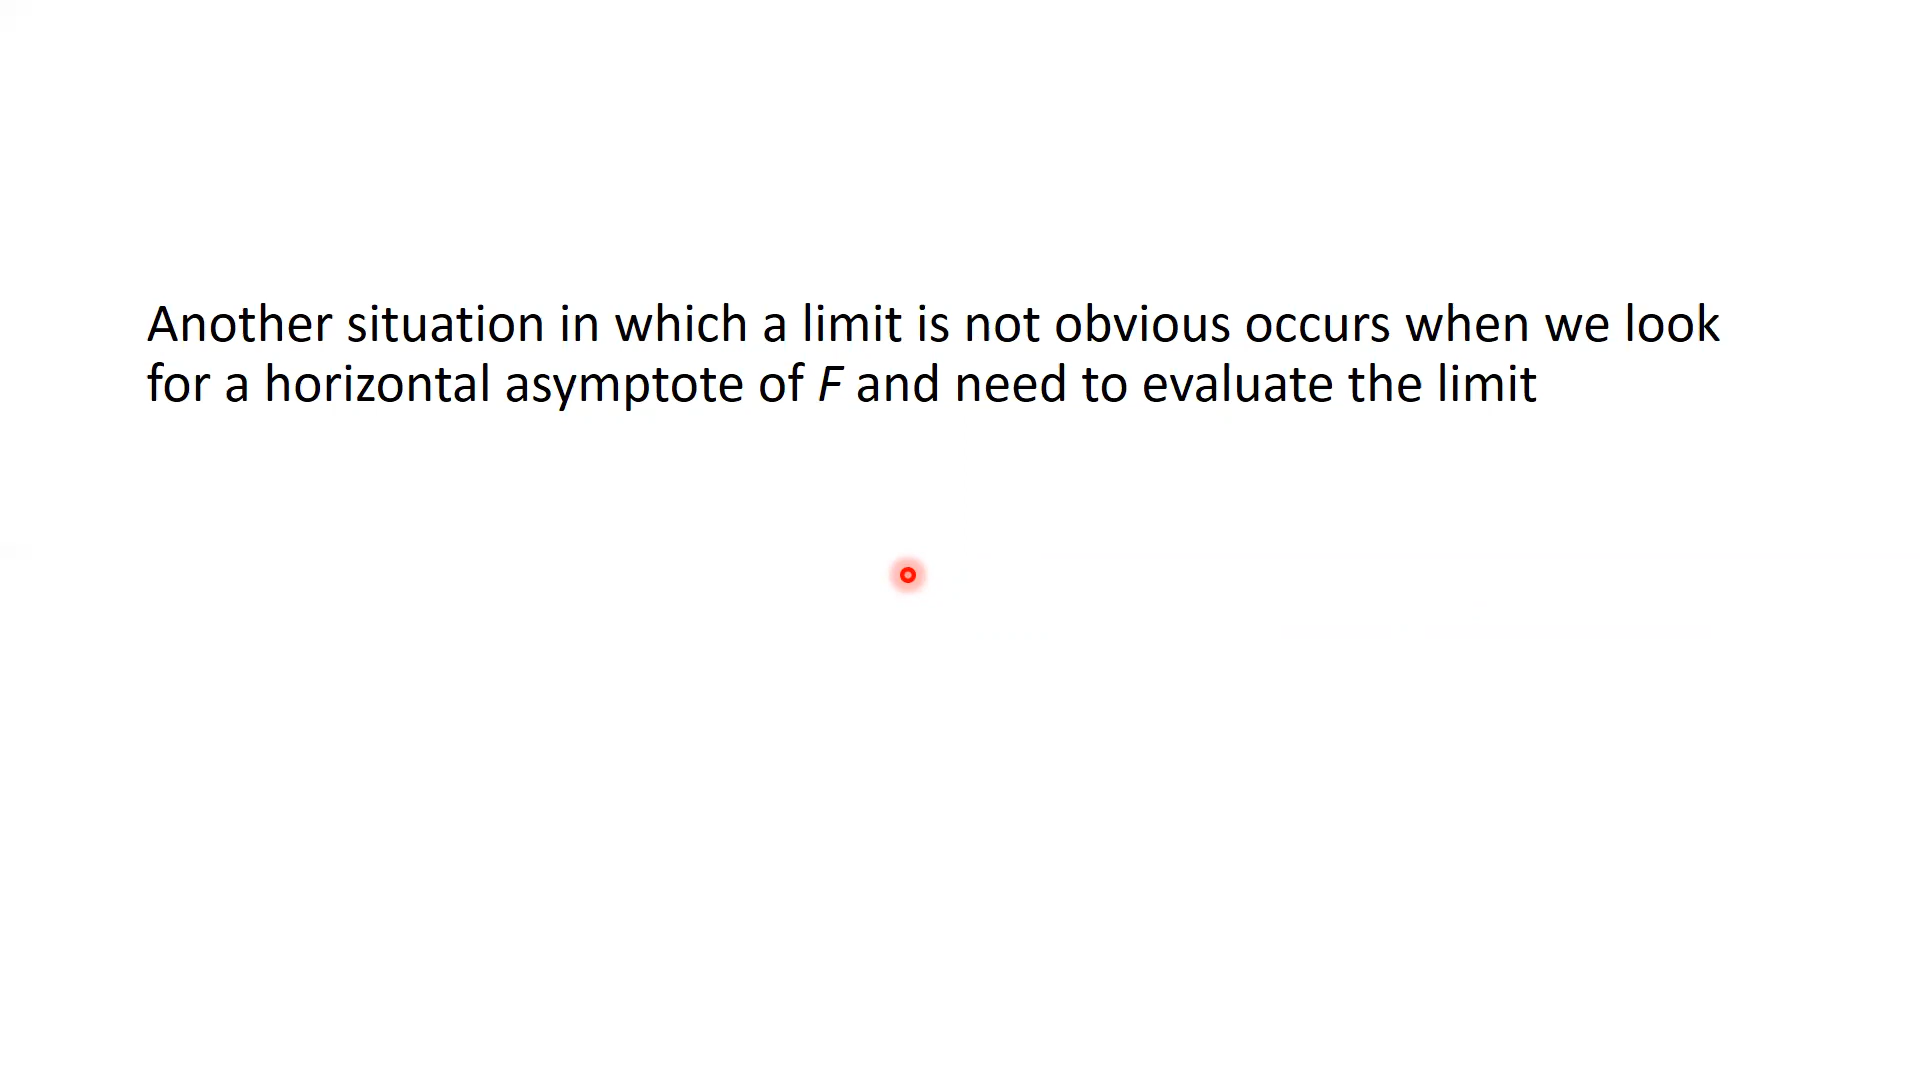 Another situation in which a limit is not obvious occurs when we look
for a horizontal asymptote of F and need to evaluate the limit